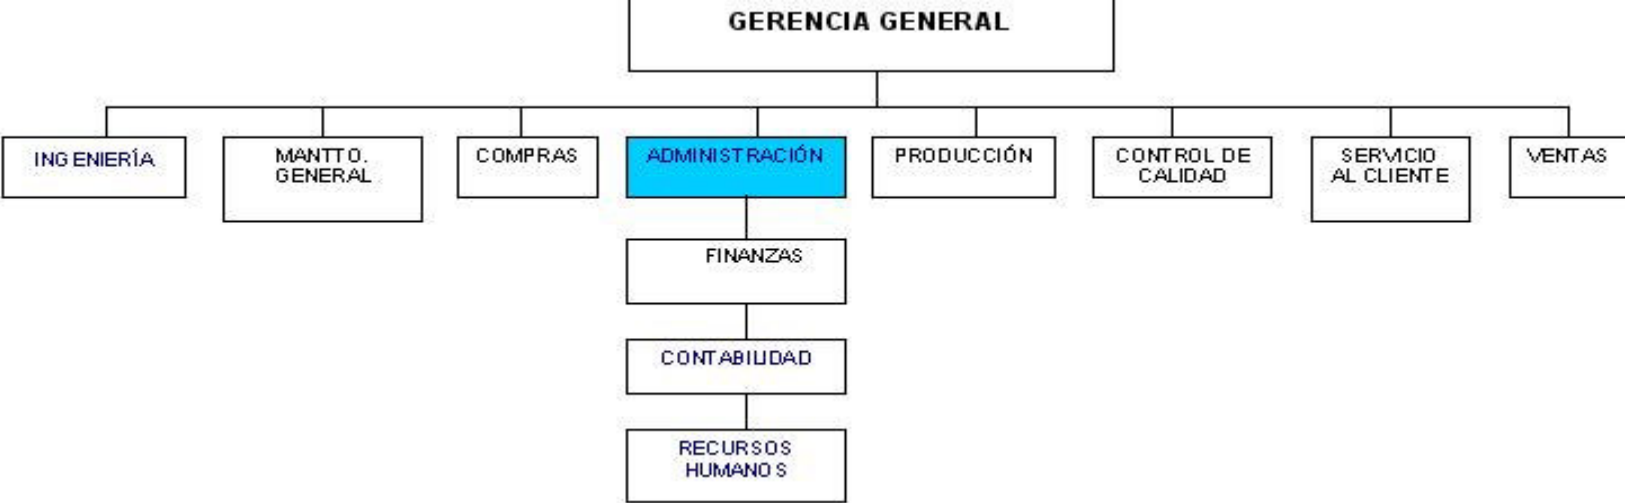 GERENCIA GENERAL
INGENIERÍA
MANTTO.
GENERAL
COMPRAS
ADMINISTRACIÓN
PRODUCCIÓN
CONTROL DE
CALIDAD
SERVICIO
AL CLIENTE
VENTAS
FINANZAS
CONTABILIDAD
RECURSOS
HUMANOS